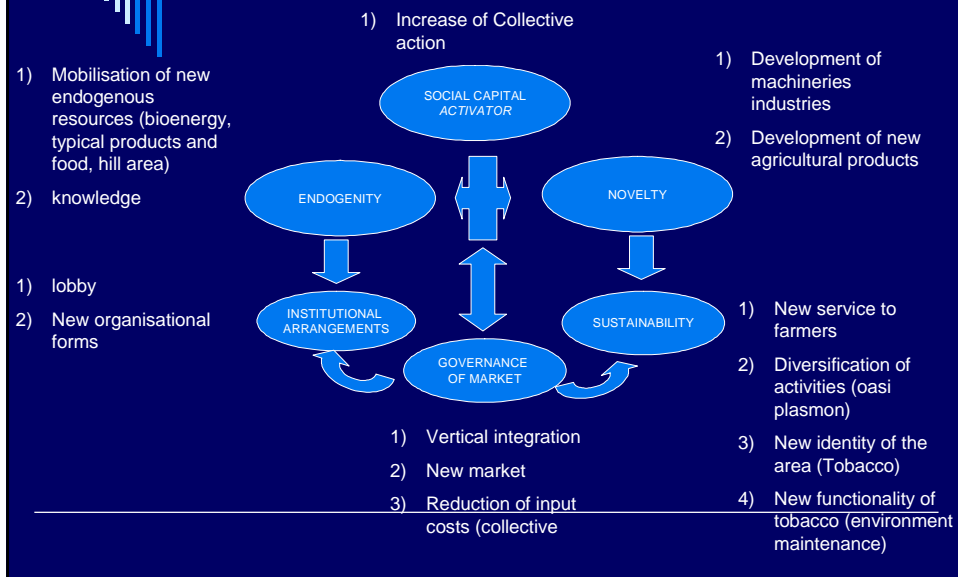 1) Increase of Collective
action
SOCIAL CAPITAL
ACTIVATOR
1) Mobilisation of new
endogenous
resources (bioenergy,
typical products and
food, hill area)
2) knowledge
1) Development of
machineries
industries
2) Development of new
agricultural products
ENDOGENITY
NOVELTY
1) lobby
2) New organisational
forms
INSTITUTIONAL
ARRANGEMENTS
SUSTAINABILITY
GOVERNANCE
OF MARKET
1) New service to
farmers
2) Diversification of
activities (oasi
plasmon)
3) New identity of the
area (Tobacco)
4) New functionality of
tobacco (environment
maintenance)
1) Vertical integration
2) New market
3) Reduction of input
costs (collective